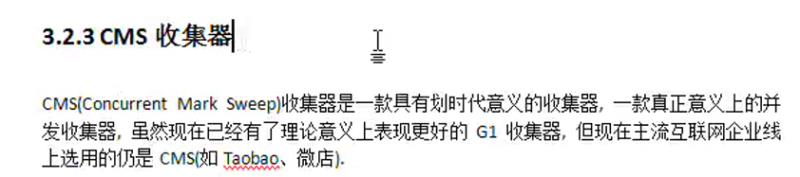 3.2.3 CMS 收集器
CMS(Concurrent Mark Sweep)收集器是一款具有划时代意义的收集器, 一款真正意义上的并
发收集器, 虽然现在已经有了理论意义上表现更好的 G1 收集器, 但现在主流互联网企业线
上选用的仍是 CMS(如 Taobao、微店).